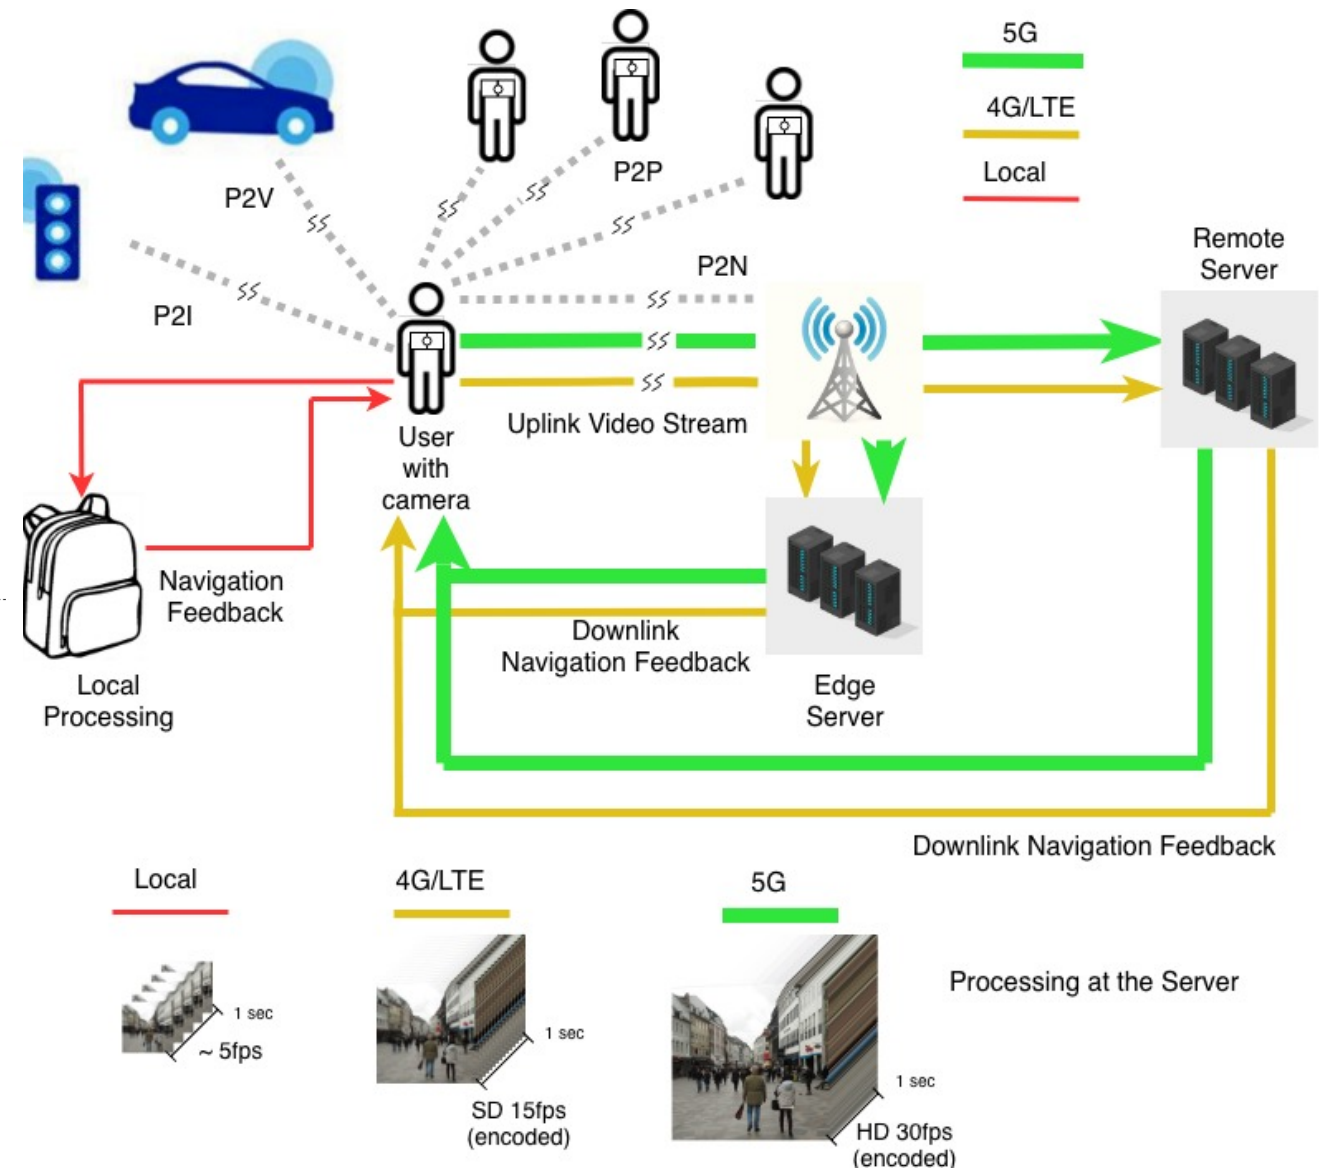 5G
4G/LTE
Local
P2V
P2P
P2I
P2N
Remote
Server
Uplink Video Stream
User
with
camera
Navigation
Feedback
Local
Processing
Downlink
Navigation Feedback
Edge
Server
Downlink Navigation Feedback
Local
4G/LTE
5G
Processing at the Server
1 sec
~ 5fps
1 sec
SD 15fps
(encoded)
1 sec
HD 30fps
(encoded)